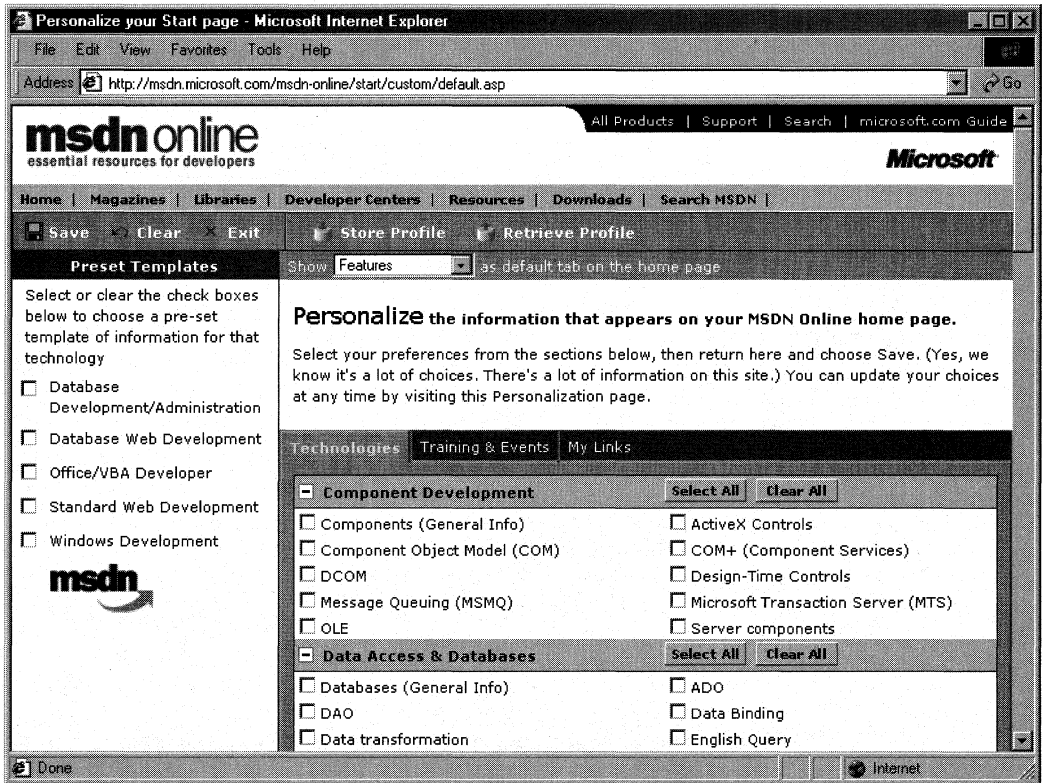 Personalize your Start page - Microsoft Internet Explorer
File Edit View Favorites Tools Help
Address http://msdn.microsoft.com/msdn-online/start/custom/default.asp Go
All Products | Support | Search | microsoft.com Guide
msdn online
essential resources for developers
Microsoft
Home | Magazines | Libraries | Developer Centers | Resources | Downloads | Search MSDN |
Save Clear Exit Store Profile Retrieve Profile
Preset Templates
Show Features as default tab on the home page
Select or clear the check boxes
below to choose a pre-set
template of information for that
technology
Database
Development/Administration
Database Web Development
Office/VBA Developer
Standard Web Development
Windows Development
msdn
Personalize the information that appears on your MSDN Online home page.
Select your preferences from the sections below, then return here and choose Save. (Yes, we
know it's a lot of choices. There's a lot of information on this site.) You can update your choices
at any time by visiting this Personalization page.
Technologies Training & Events My Links
Component Development Select All Clear All
Components (General Info) ActiveX Controls
Component Object Model (COM) COM+ (Component Services)
DCOM Design-Time Controls
Message Queuing (MSMQ) Microsoft Transaction Server (MTS)
OLE Server components
Data Access & Databases Select All Clear All
Databases (General Info) ADO
DAO Data Binding
Data transformation English Query
Done Internet